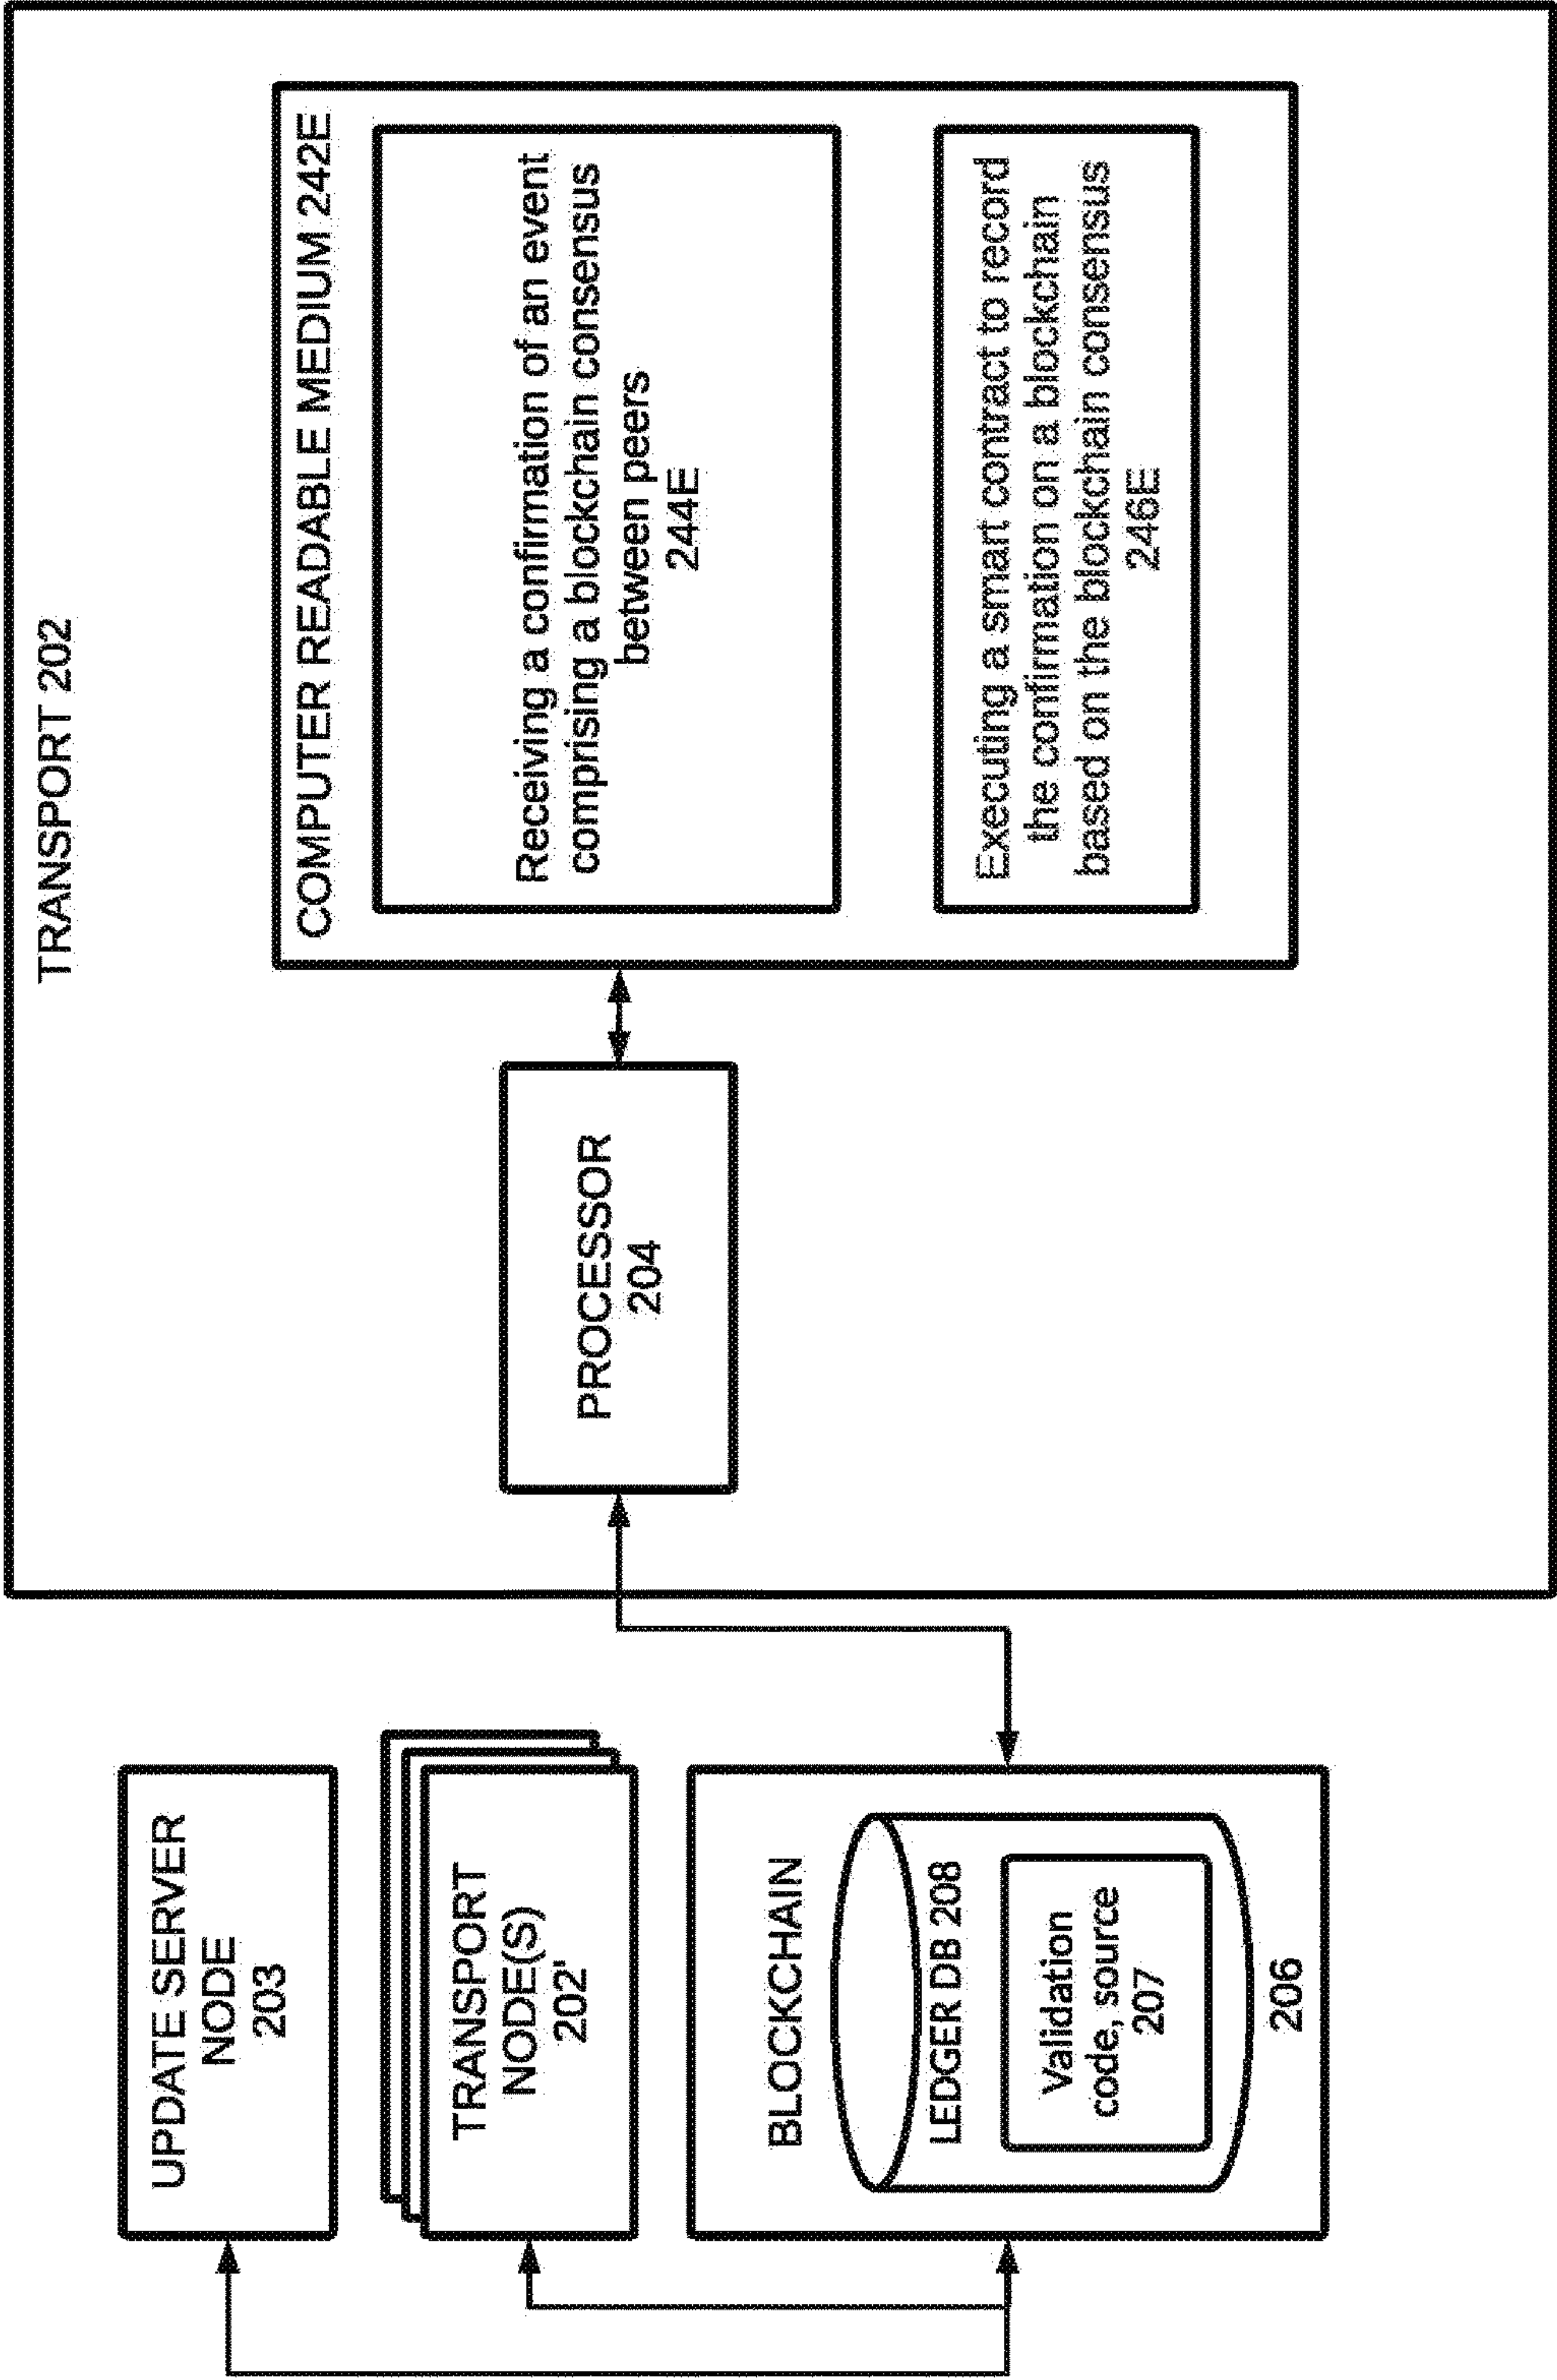 TRANSPORT 202
COMPUTER READABLE MEDIUM 242E
Receiving a confirmation of an event
comprising a blockchain consensus
between peers
244E
Executing a smart contract to record
the confirmation on a blockchain
based on the blockchain consensus
246E
PROCESSOR
204
UPDATE SERVER
NODE
203
TRANSPORT
NODE(S)
202'
BLOCKCHAIN
LEDGER DB 208
Validation
code, source
207
206